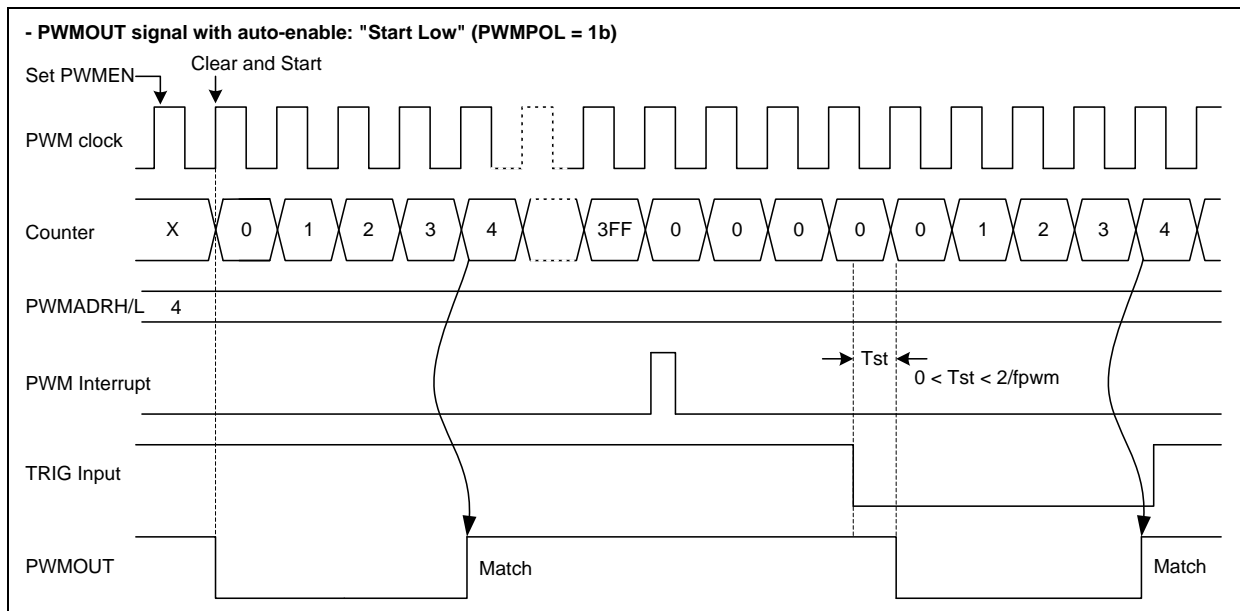 - PWMOUT signal with auto-enable: "Start Low" (PWMPOL = 1b)
Set PWMEN
Clear and Start
PWM clock
Counter X 0 1 2 3 4 3FF 0 0 0 0 0 1 2 3 4
PWMADRH/L 4
Tst
0 < Tst < 2/fpwm
PWM Interrupt
TRIG Input
PWMOUT
Match
Match